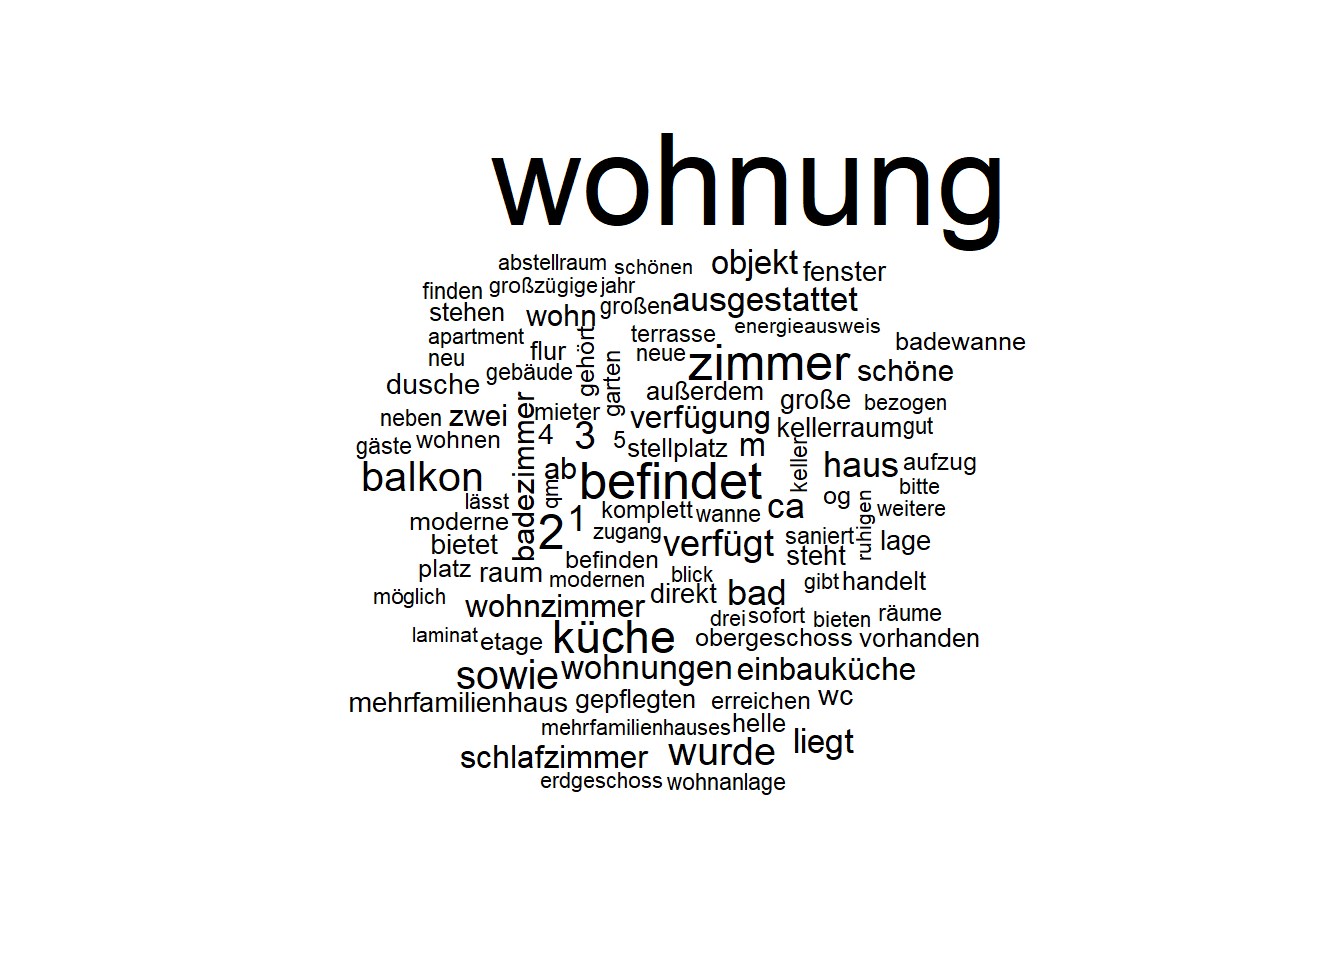 wohnung
abstellraum schönen objekt fenster
finden großzügige jahr
stehen wohn großen ausgestattet
apartment terrasse energieausweis badewanne
neu flur gehört neue zimmer schöne
dusche gebäude garten außerdem große bezogen
neben zwei mieter verfügung kellerraum gut
gäste wohnen badezimmer 4 3 5 stellplatz m
balkon ab befindet keller haus aufzug
lässt qm² komplett wanne ca og bitte
moderne 2 1 zugang saniert ruhigen weitere
bietet befinden verfügt steht lage
platz raum modernen blick gibt handelt
möglich wohnzimmer direkt bad
drei sofort bieten räume
laminat etage küche obergeschoss vorhanden
sowie wohnungen einbauküche
mehrfamilienhaus gepflegten erreichen wc
mehrfamilienhauses helle
schlafzimmer wurde liegt
erdgeschoss wohnanlage